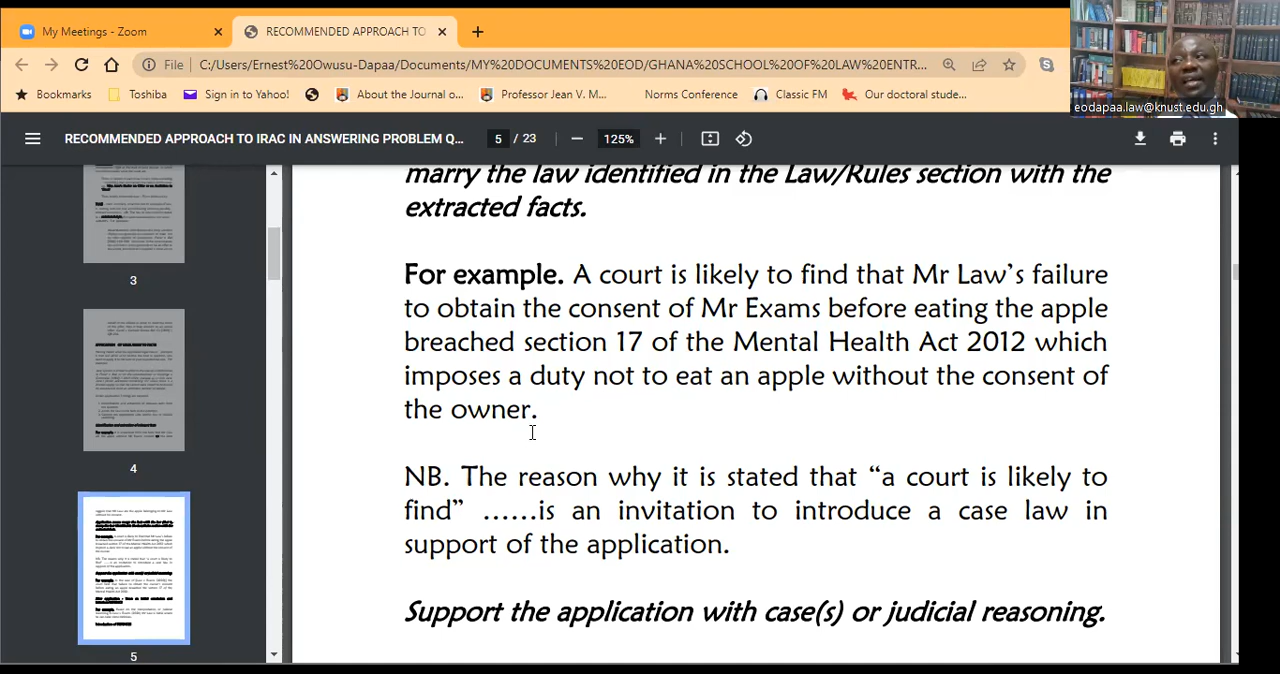 My Meetings - Zoom
RECOMMENDED APPROACH TO
File
C:/Users/Ernest%20Owusu-Dapaa/Documents/MY%20DOCUMENTS%20EOD/GHANA%20SCHOOL%20OF%20LAW%20ENTR...
Bookmarks
Toshiba
Sign in to Yahoo!
About the Journal o...
Professor Jean V. M...
Norms Conference
Classic FM
Our doctoral stude...
eodapaa.law@knust.edu.gh
RECOMMENDED APPROACH TO IRAC IN ANSWERING PROBLEM Q...
5 / 23
125%
3
4
5
marry the law identified in the Law/Rules section with the
extracted facts.
For example. A court is likely to find that Mr Law’s failure
to obtain the consent of Mr Exams before eating the apple
breached section 17 of the Mental Health Act 2012 which
imposes a duty not to eat an apple without the consent of
the owner.
NB. The reason why it is stated that “a court is likely to
find” ......is an invitation to introduce a case law in
support of the application.
Support the application with case(s) or judicial reasoning.